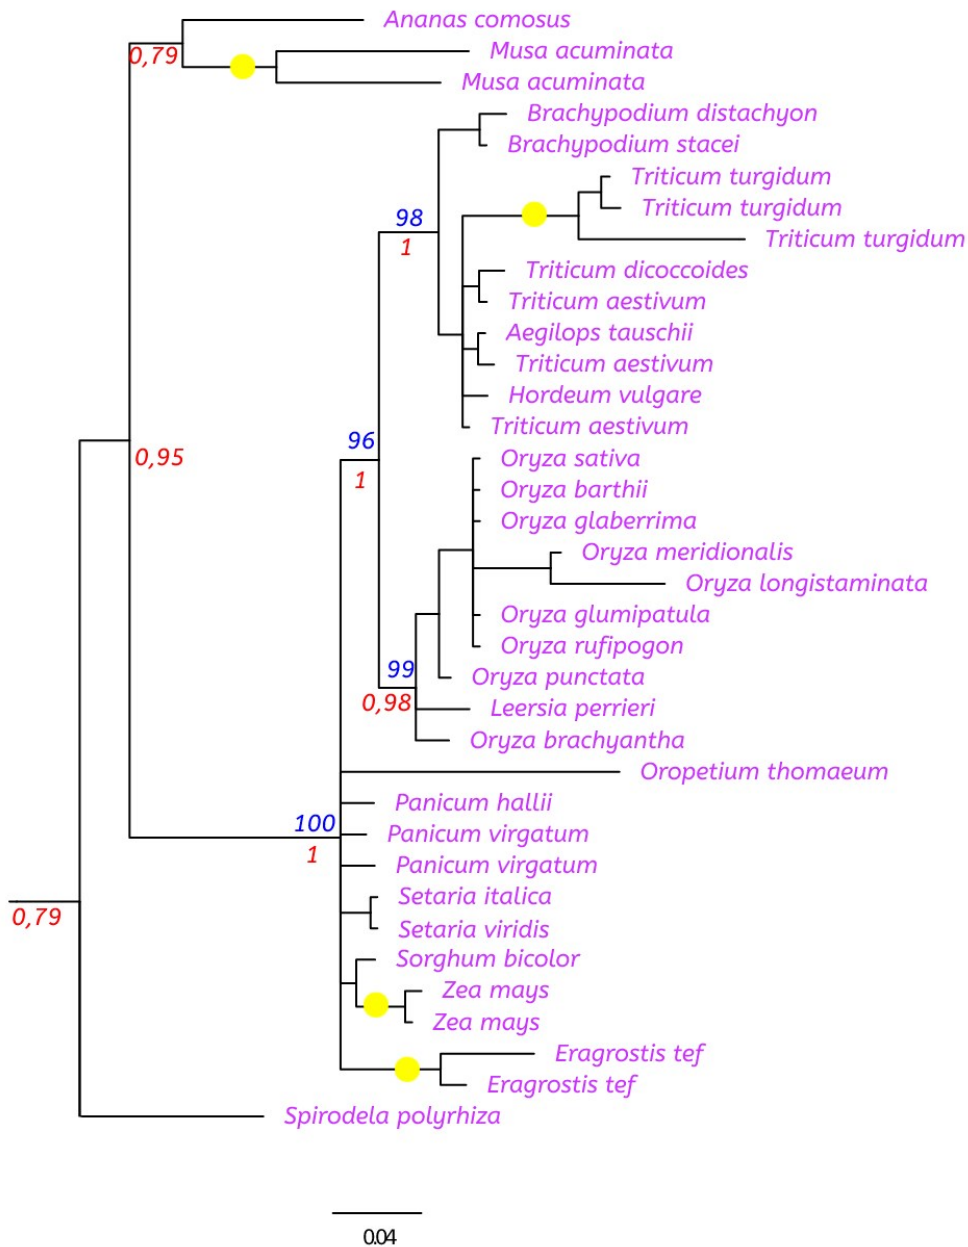 Ananas comosus
0,79
Musa acuminata
Musa acuminata
Brachypodium distachyon
Brachypodium stacei
Triticum turgidum
Triticum turgidum
98
Triticum turgidum
1
Triticum dicoccoides
Triticum aestivum
Aegilops tauschii
Triticum aestivum
Hordeum vulgare
Triticum aestivum
96
0,95
Oryza sativa
1
Oryza barthii
Oryza glaberrima
Oryza meridionalis
Oryza longistaminata
Oryza glumipatula
Oryza rufipogon
99
Oryza punctata
0,98
Leersia perrieri
Oryza brachyantha
Oropetium thomaeum
Panicum hallii
100
Panicum virgatum
1
Panicum virgatum
Setaria italica
0,79
Setaria viridis
Sorghum bicolor
Zea mays
Zea mays
Eragrostis tef
Eragrostis tef
Spirodela polyrhiza
0.04